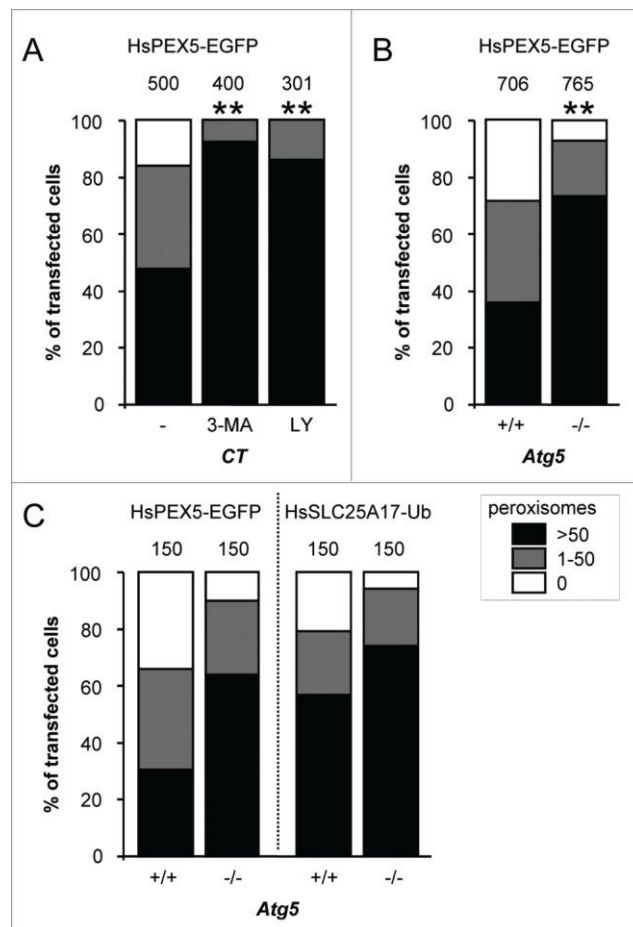 A
HsPEX5-EGFP
500 400 301
** **
100
80
60
40
20
0
% of transfected cells
- 3-MA LY
CT
B
HsPEX5-EGFP
706 765
**
100
80
60
40
20
0
% of transfected cells
+/+ -/-
Atg5
C
HsPEX5-EGFP HsSLC25A17-Ub
150 150 150 150
100
80
60
40
20
0
% of transfected cells
+/+ -/- +/+ -/-
Atg5
peroxisomes
>50
1-50
0